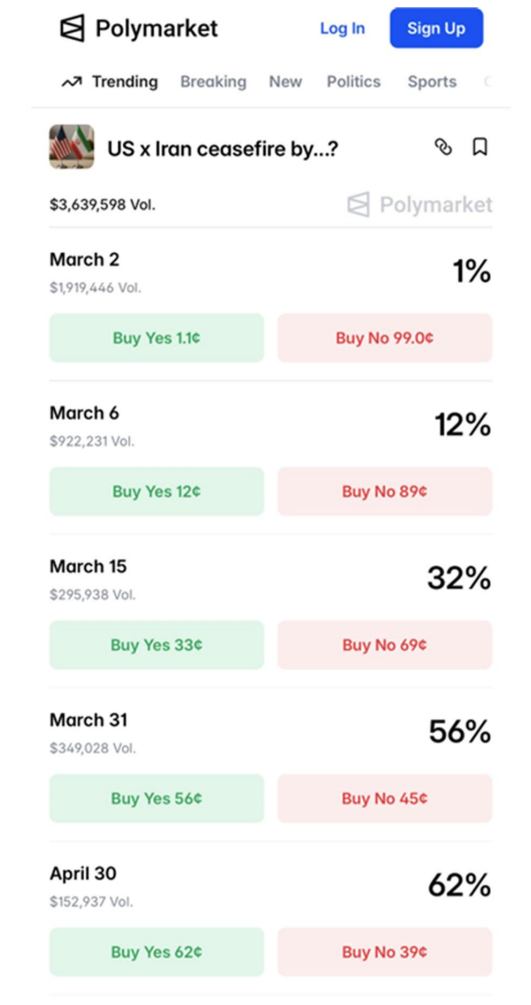 Polymarket
Log In
Sign Up
Trending Breaking New Politics Sports
US x Iran ceasefire by...?
$3,639,598 Vol.
Polymarket
March 2
$1,919,446 Vol.
1%
Buy Yes 1.1¢
Buy No 99.0¢
March 6
$922,231 Vol.
12%
Buy Yes 12¢
Buy No 89¢
March 15
$295,938 Vol.
32%
Buy Yes 33¢
Buy No 69¢
March 31
$349,028 Vol.
56%
Buy Yes 56¢
Buy No 45¢
April 30
$152,937 Vol.
62%
Buy Yes 62¢
Buy No 39¢